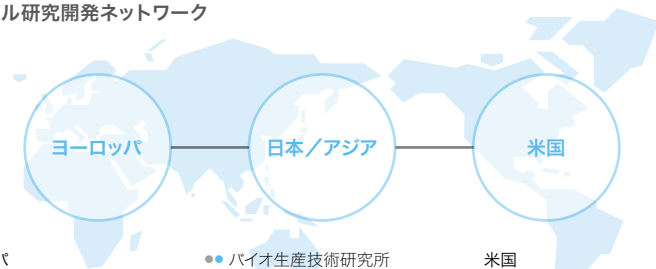 ル研究開発ネットワーク
ヨーロッパ
日本／アジア
米国
パ
バイオ生産技術研究所
米国